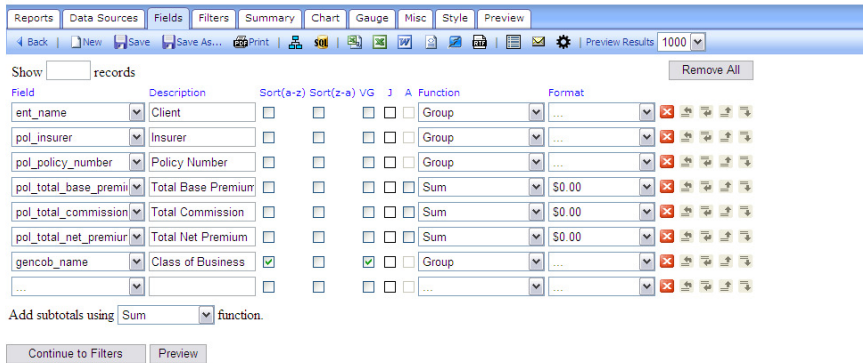 Reports Data Sources Fields Filters Summary Chart Gauge Misc Style Preview
Back | New Save Save As... Print | SQL | Preview Results 1000
Show records Remove All
Field Description Sort(a-z) Sort(z-a) VG J A Function Format
ent_name Client Group ...
pol_insurer Insurer Group ...
pol_policy_number Policy Number Group ...
pol_total_base_premiu Total Base Premium Sum $0.00
pol_total_commission Total Commission Sum $0.00
pol_total_net_premiur Total Net Premium Sum $0.00
gencob_name Class of Business Group ...
... ... ...
Add subtotals using Sum function.
Continue to Filters Preview